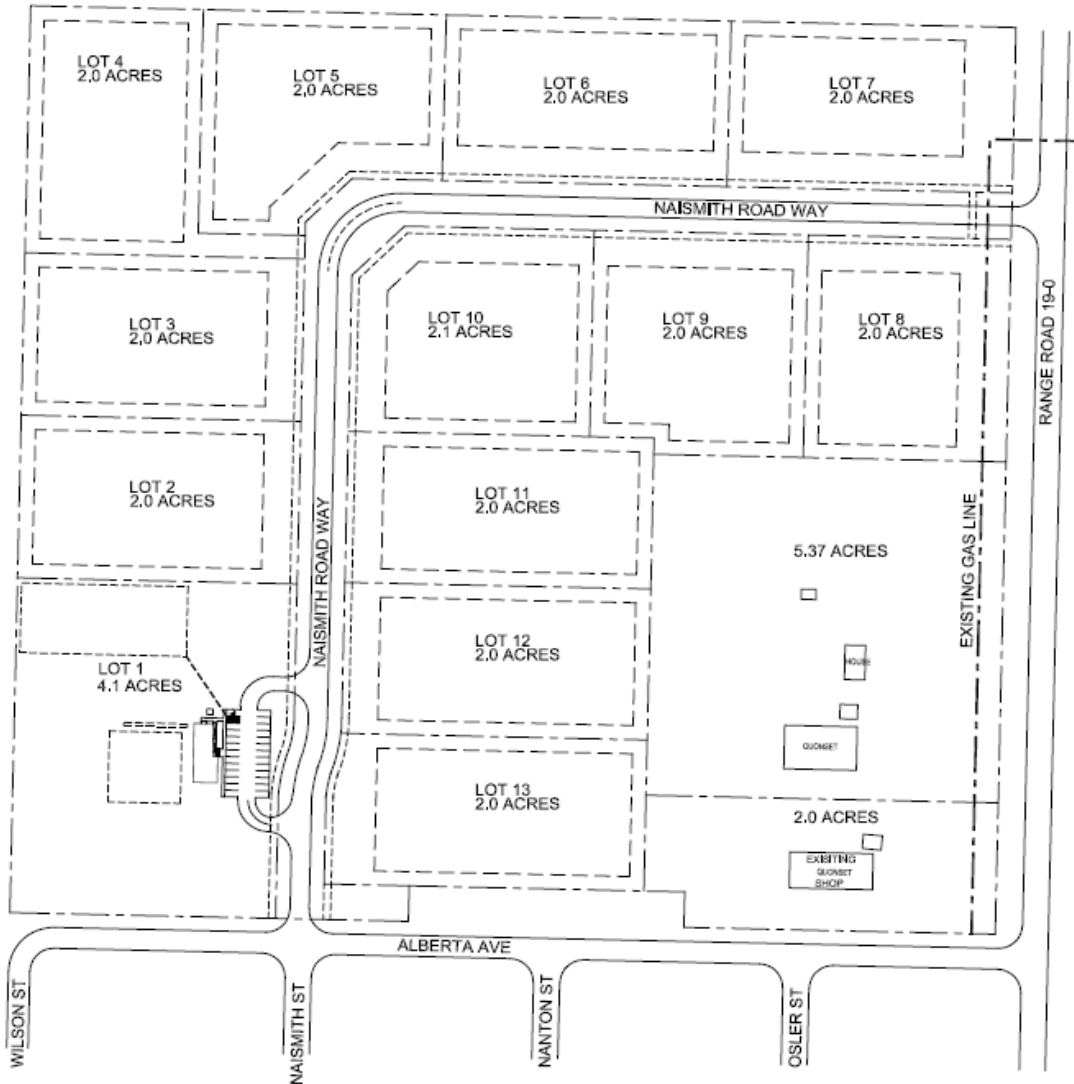 LOT 4
2.0 ACRES
LOT 5
2.0 ACRES
LOT 6
2.0 ACRES
LOT 7
2.0 ACRES
NAISMITH ROAD WAY
LOT 3
2.0 ACRES
LOT 10
2.1 ACRES
LOT 9
2.0 ACRES
LOT 8
2.0 ACRES
RANGE ROAD 19-0
LOT 2
2.0 ACRES
NAISMITH ROAD WAY
LOT 11
2.0 ACRES
5.37 ACRES
EXISTING GAS LINE
LOT 12
2.0 ACRES
HOUSE
LOT 1
4.1 ACRES
QUONSET
LOT 13
2.0 ACRES
2.0 ACRES
EXISITING
QUONSET
SHOP
ALBERTA AVE
WILSON ST
NAISMITH ST
NANTON ST
OSLER ST